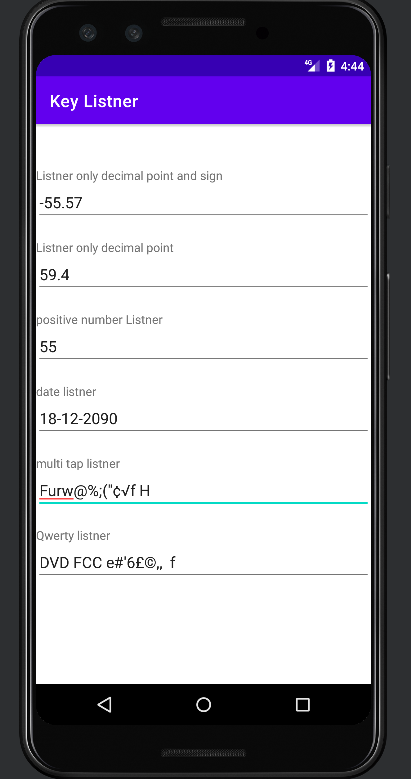 4G 4:44
Key Listner
Listner only decimal point and sign
-55.57
Listner only decimal point
59.4
positive number Listner
55
date listner
18-12-2090
multi tap listner
Furw@%;("¢√f H
Qwerty listner
DVD FCC e#'6£©,,  f